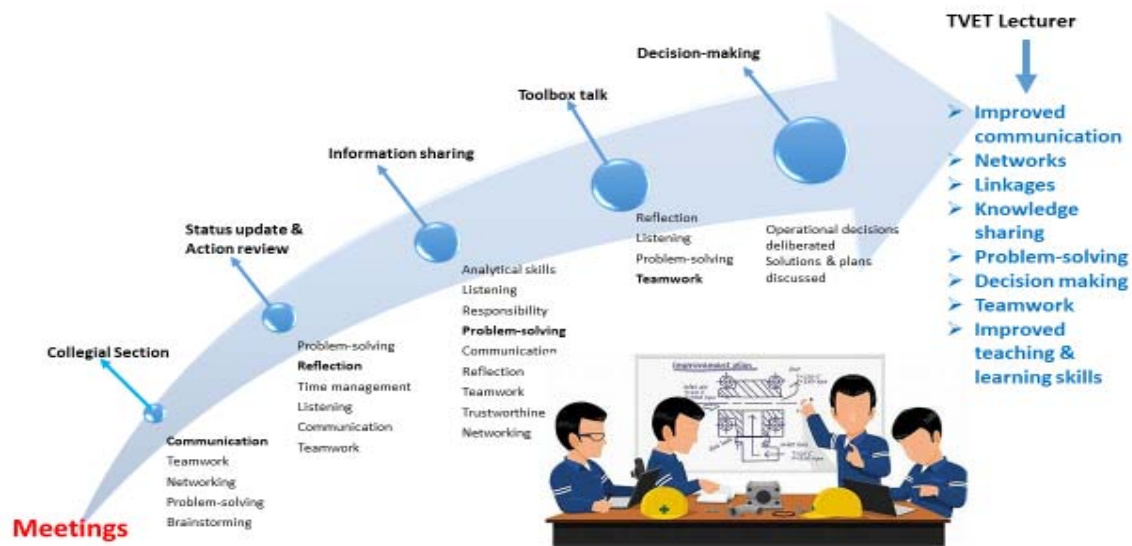 TVET Lecturer
Decision-making
Toolbox talk
Information sharing
Status update &
Action review
Collegial Section
Communication
Teamwork
Networking
Problem-solving
Brainstorming
Problem-solving
Reflection
Time management
Listening
Communication
Teamwork
Analytical skills
Listening
Responsibility
Problem-solving
Communication
Reflection
Teamwork
Trustworthine
Networking
Reflection
Listening
Problem-solving
Teamwork
Operational decisions
deliberated
Solutions & plans
discussed
Improved
communication
Networks
Linkages
Knowledge
sharing
Problem-solving
Decision making
Teamwork
Improved
teaching &
learning skills
Improvement plan
Meetings